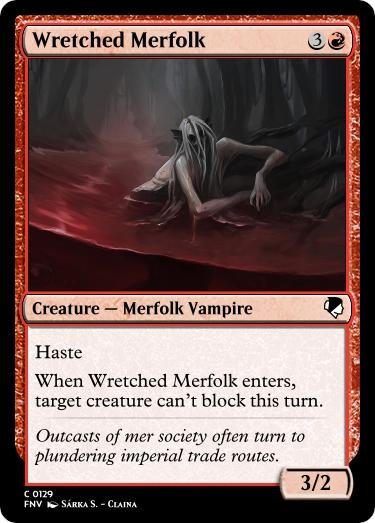 Wretched Merfolk 3
Creature — Merfolk Vampire
Haste
When Wretched Merfolk enters,
target creature can't block this turn.
Outcasts of mer society often turn to
plundering imperial trade routes.
3/2
C 0129
FNV Sárka S. - Claina